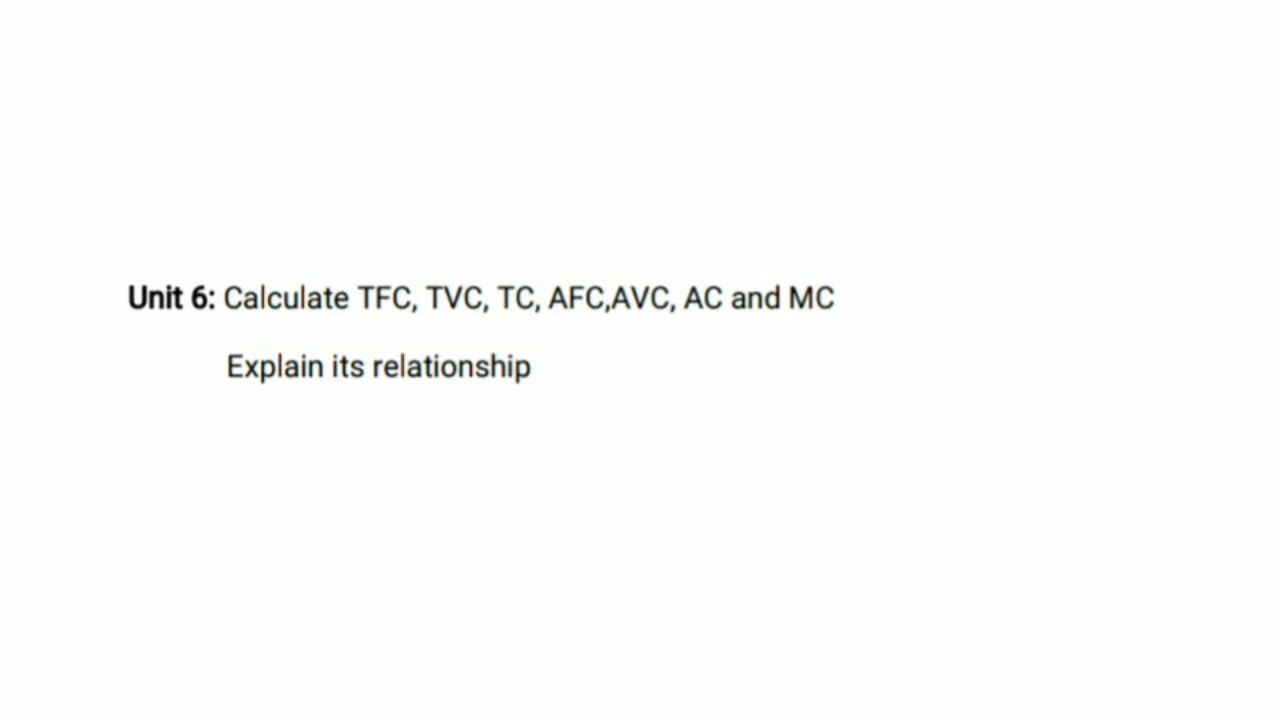 Unit 6: Calculate TFC, TVC, TC, AFC,AVC, AC and MC
Explain its relationship